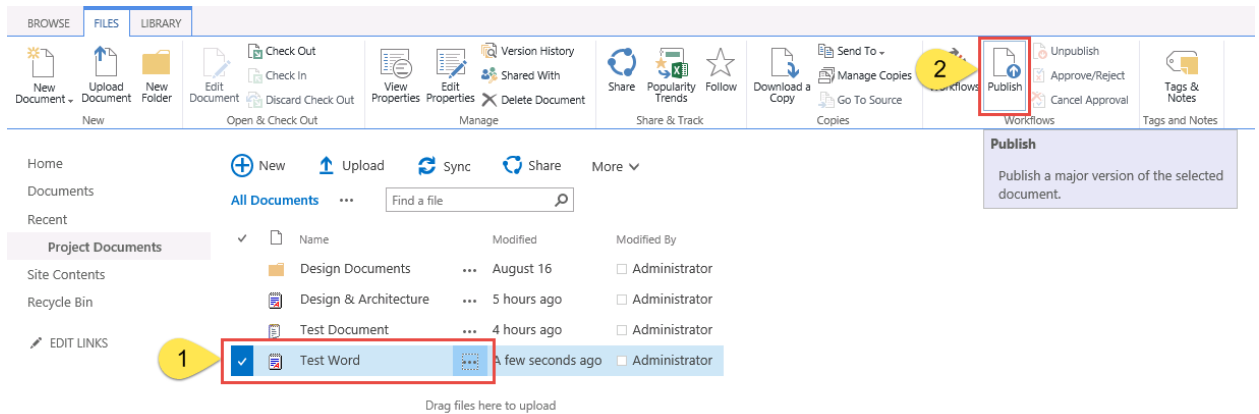 BROWSE FILES LIBRARY
New Document
Upload Document
New Folder
New
Edit Document
Check Out
Check In
Discard Check Out
Open & Check Out
View Properties
Edit Properties
Version History
Shared With
Delete Document
Manage
Share
Popularity Trends
Follow
Share & Track
Download a Copy
Send To
Manage Copies
Go To Source
Copies
2
Workflows
Publish
Unpublish
Approve/Reject
Cancel Approval
Workflows
Tags & Notes
Tags and Notes
Publish
Publish a major version of the selected
document.
Home
Documents
Recent
Project Documents
Site Contents
Recycle Bin
EDIT LINKS
New Upload Sync Share More
All Documents ... Find a file
Name Modified Modified By
Design Documents ... August 16 Administrator
Design & Architecture ... 5 hours ago Administrator
Test Document ... 4 hours ago Administrator
1
Test Word ... A few seconds ago Administrator
Drag files here to upload